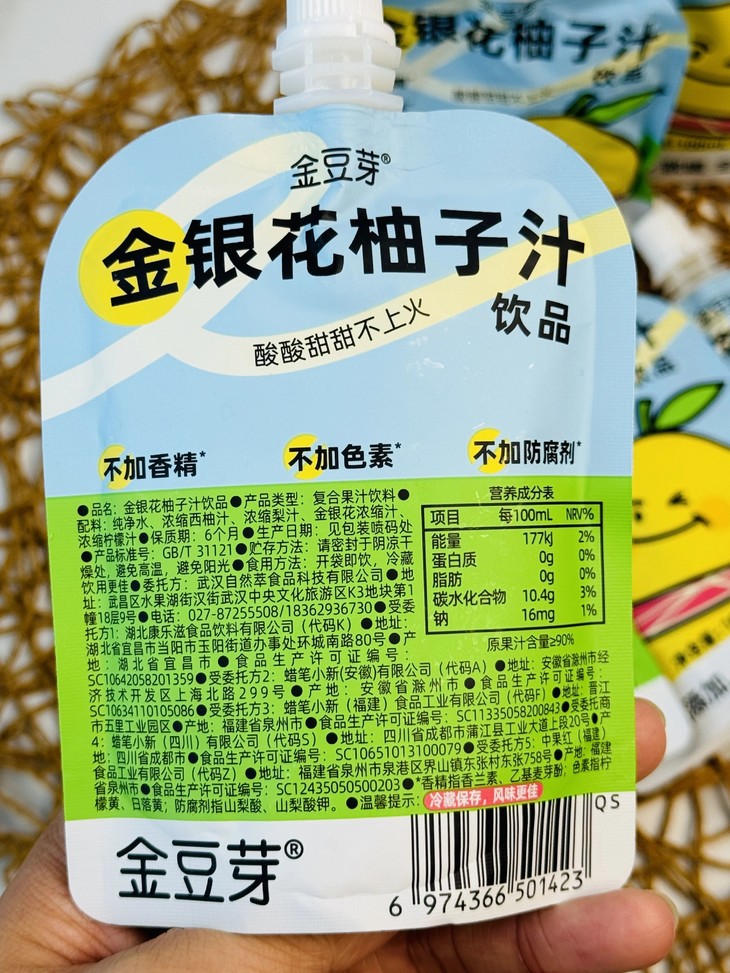 银花柚子汁
饮品
金豆芽®
金银花柚子汁
饮品
酸酸甜甜不上火
不加香精*
不加色素*
不加防腐剂*
●品名：金银花柚子汁饮品●产品类型：复合果汁饮料●
配料：纯净水、浓缩西柚汁、浓缩梨汁、金银花浓缩汁、
浓缩柠檬汁●保质期：6个月●生产日期：见包装喷码处
●产品标准号：GB/T 31121●贮存方法：请密封于阴凉干
燥处，避免高温，避免阳光●食用方法：开袋即饮，冷藏
饮用更佳●委托方：武汉自然萃食品科技有限公司●地
址：武昌区水果湖街汉街武汉中央文化旅游区K3地块第1
幢18层9号●电话：027-87255508/18362936730●受委
托方1：湖北康乐滋食品饮料有限公司（代码K）●地址：
湖北省宜昌市当阳市玉阳街道办事处环城南路80号●产
地：湖北省宜昌市●食品生产许可证编号：
SC10642058201359●受委托方2：蜡笔小新(安徽)有限公司（代码A）●地址：安徽省滁州市经
济技术开发区上海北路299号●产地：安徽省滁州市●食品生产许可证编号：
SC10634110105086●受委托方3：蜡笔小新（福建）食品工业有限公司（代码F）●地址：晋江
市五里工业园区●产地：福建省泉州市●食品生产许可证编号：SC11335058200843●受委托商
4：蜡笔小新（四川）有限公司（代码S）●地址：四川省成都市蒲江县工业大道上段20号●产
地：四川省成都市●食品生产许可证编号：SC10651013100079●受委托方5：中果红（福建）
食品工业有限公司（代码Z）●地址：福建省泉州市泉港区界山镇东张村东张758号●产地：福建
省泉州市●食品生产许可证编号：SC12435050500203●*香精指香兰素、乙基麦芽酚；色素指柠
檬黄、日落黄；防腐剂指山梨酸、山梨酸钾。●温馨提示：冷藏保存，风味更佳
营养成分表
项目 每100mL NRV%
能量 177kJ 2%
蛋白质 0g 0%
脂肪 0g 0%
碳水化合物 10.4g 3%
钠 16mg 1%
原果汁含量≥90%
QS
金豆芽®
6 974366 501423